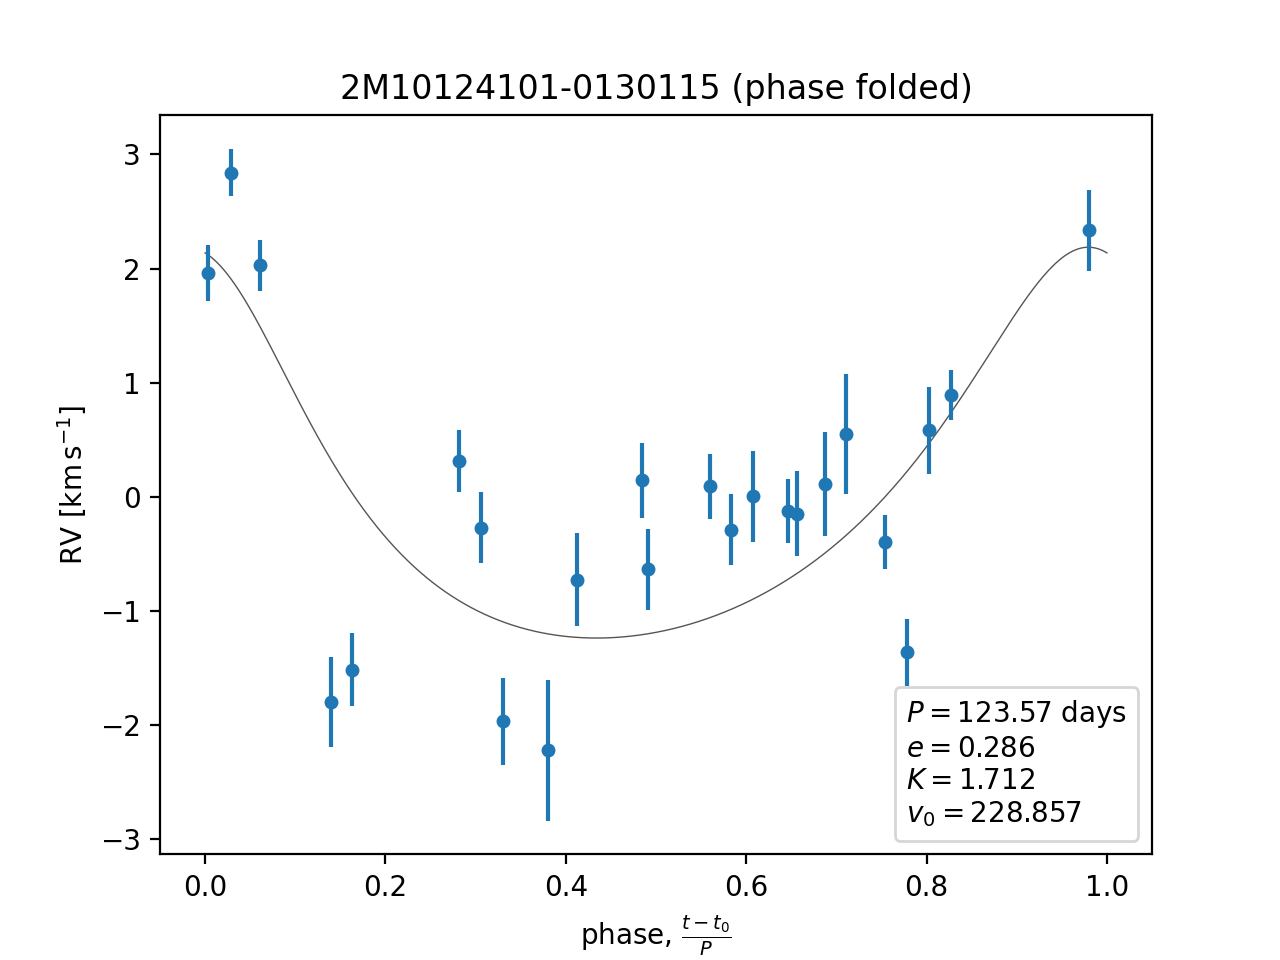 2M10124101-0130115 (phase folded)
3
2
1
0
−1
−2
−3
RV [km s⁻¹]
P = 123.57 days
e = 0.286
K = 1.712
v₀ = 228.857
0.0 0.2 0.4 0.6 0.8 1.0
phase, (t − t₀)/P